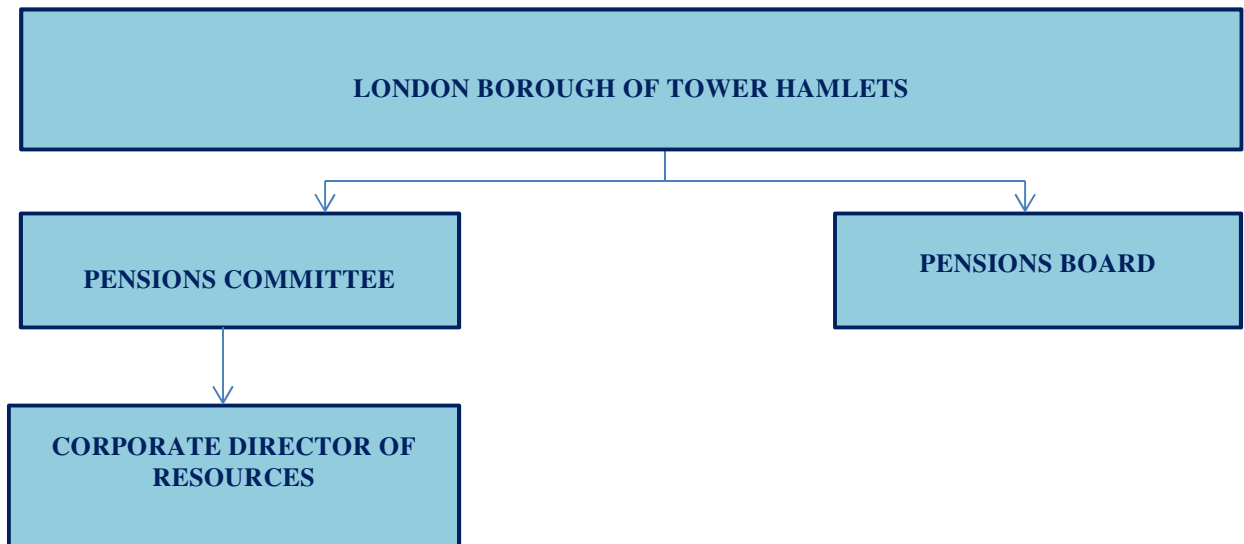 LONDON BOROUGH OF TOWER HAMLETS
PENSIONS COMMITTEE
PENSIONS BOARD
CORPORATE DIRECTOR OF
RESOURCES